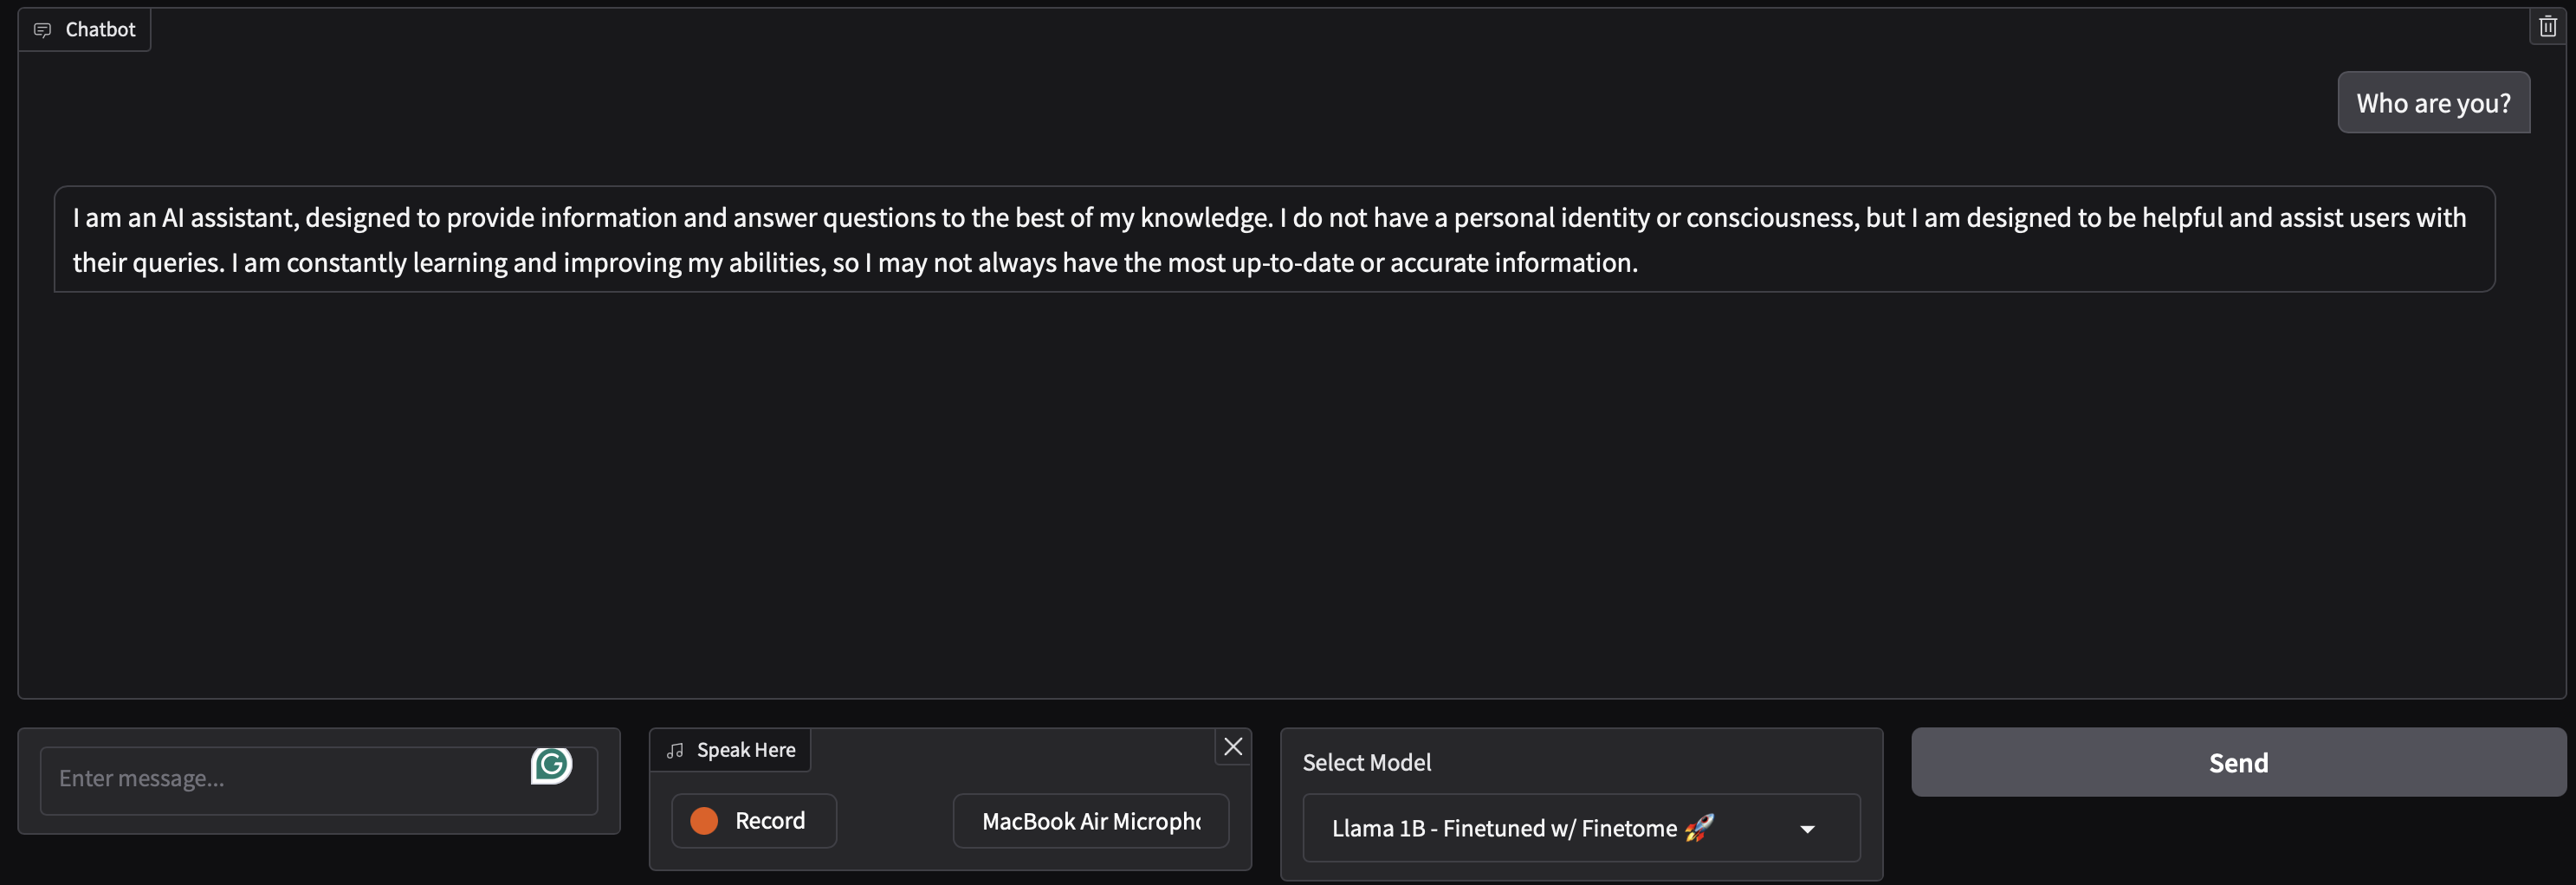 Chatbot
Who are you?
I am an AI assistant, designed to provide information and answer questions to the best of my knowledge. I do not have a personal identity or consciousness, but I am designed to be helpful and assist users with
their queries. I am constantly learning and improving my abilities, so I may not always have the most up-to-date or accurate information.
Enter message...
Speak Here
Record
MacBook Air Micropho
Select Model
Llama 1B - Finetuned w/ Finetome 🚀
Send